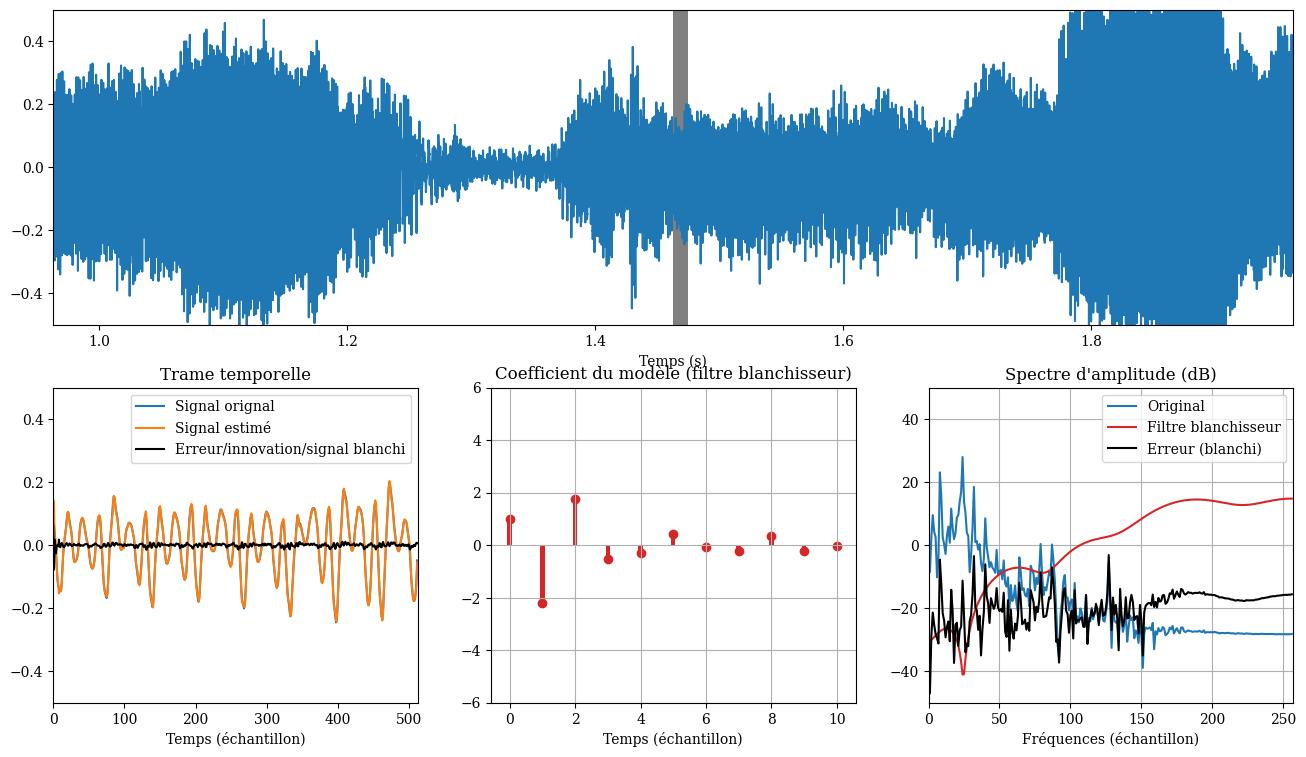 0.4
0.2
0.0
−0.2
−0.4
1.0 1.2 1.4 1.6 1.8
Temps (s)
Trame temporelle
Signal orignal
Signal estimé
Erreur/innovation/signal blanchi
0.4
0.2
0.0
−0.2
−0.4
0 100 200 300 400 500
Temps (échantillon)
Coefficient du modèle (filtre blanchisseur)
6
4
2
0
−2
−4
−6
0 2 4 6 8 10
Temps (échantillon)
Spectre d'amplitude (dB)
Original
Filtre blanchisseur
Erreur (blanchi)
40
20
0
−20
−40
0 50 100 150 200 250
Fréquences (échantillon)